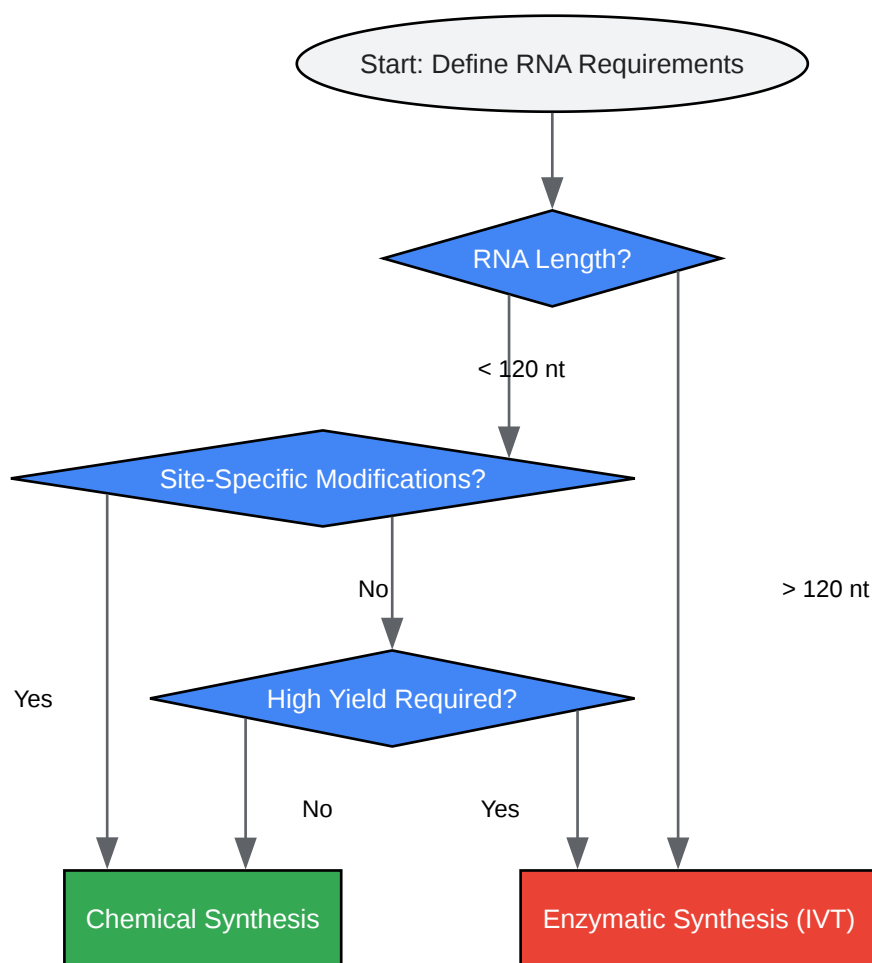 Start: Define RNA Requirements
RNA Length?
< 120 nt
Site-Specific Modifications?
No
> 120 nt
Yes
High Yield Required?
No
Yes
Chemical Synthesis
Enzymatic Synthesis (IVT)